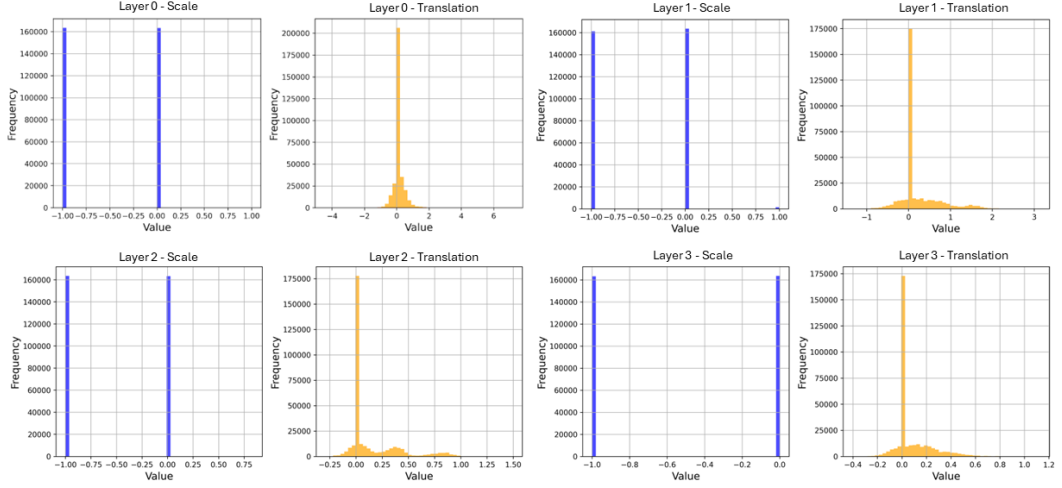 Layer 0 - Scale
160000
140000
120000
100000
80000
60000
40000
20000
0
Frequency
−1.00 −0.75 −0.50 −0.25 0.00 0.25 0.50 0.75 1.00
Value
Layer 0 - Translation
200000
175000
150000
125000
100000
75000
50000
25000
0
Frequency
−4 −2 0 2 4 6
Value
Layer 1 - Scale
160000
140000
120000
100000
80000
60000
40000
20000
0
Frequency
−1.00 −0.75 −0.50 −0.25 0.00 0.25 0.50 0.75 1.00
Value
Layer 1 - Translation
175000
150000
125000
100000
75000
50000
25000
0
Frequency
−1 0 1 2 3
Value
Layer 2 - Scale
160000
140000
120000
100000
80000
60000
40000
20000
0
Frequency
−1.00 −0.75 −0.50 −0.25 0.00 0.25 0.50 0.75
Value
Layer 2 - Translation
175000
150000
125000
100000
75000
50000
25000
0
Frequency
−0.25 0.00 0.25 0.50 0.75 1.00 1.25 1.50
Value
Layer 3 - Scale
160000
140000
120000
100000
80000
60000
40000
20000
0
Frequency
−1.0 −0.8 −0.6 −0.4 −0.2 0.0
Value
Layer 3 - Translation
175000
150000
125000
100000
75000
50000
25000
0
Frequency
−0.4 −0.2 0.0 0.2 0.4 0.6 0.8 1.0 1.2
Value